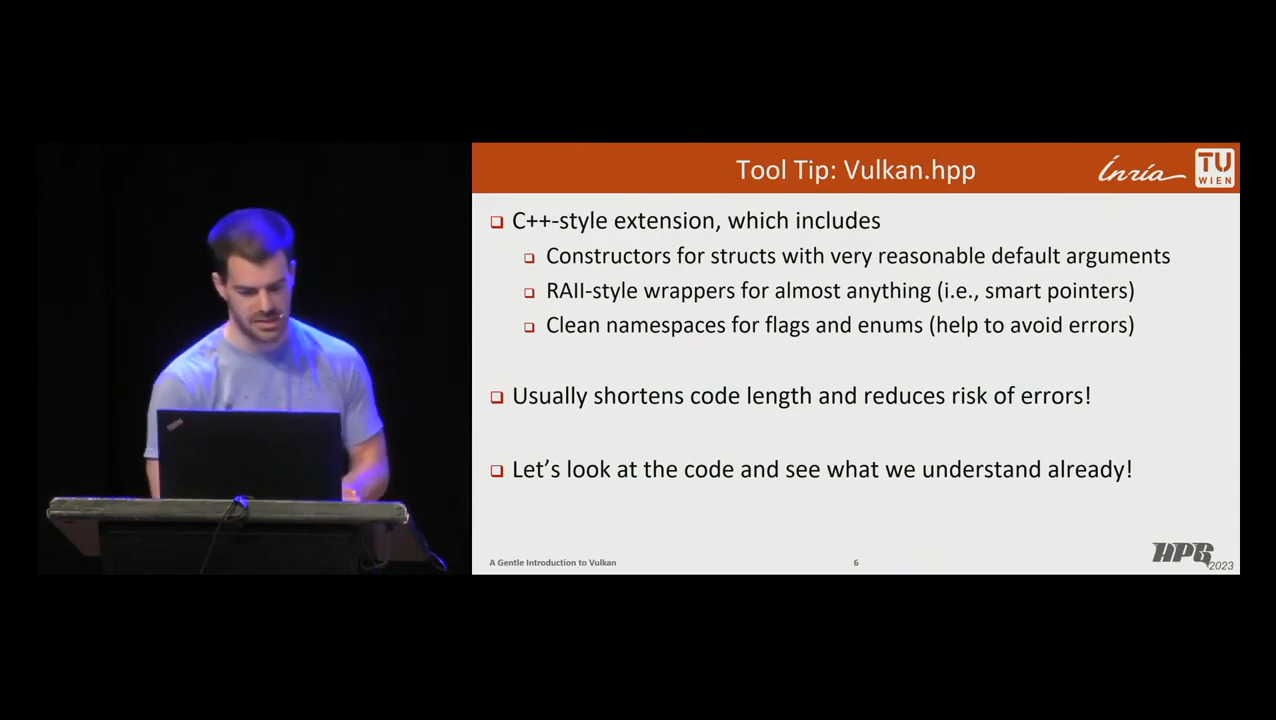 Tool Tip: Vulkan.hpp
Inria
TU
WIEN
C++-style extension, which includes
Constructors for structs with very reasonable default arguments
RAII-style wrappers for almost anything (i.e., smart pointers)
Clean namespaces for flags and enums (help to avoid errors)
Usually shortens code length and reduces risk of errors!
Let's look at the code and see what we understand already!
A Gentle Introduction to Vulkan
6
HPG
2023